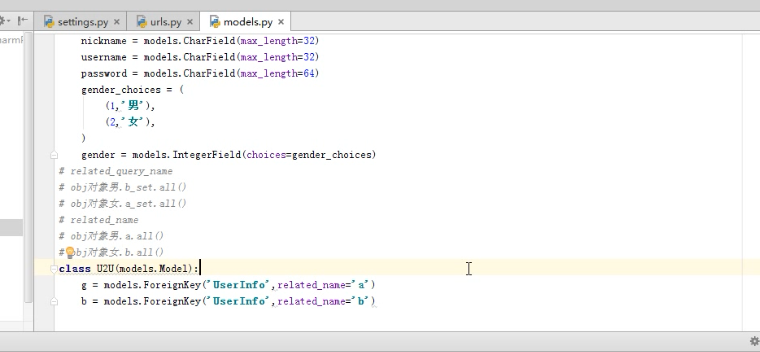 settings.py × urls.py × models.py ×
nickname = models.CharField(max_length=32)
username = models.CharField(max_length=32)
password = models.CharField(max_length=64)
gender_choices = (
(1,'男'),
(2,'女'),
)
gender = models.IntegerField(choices=gender_choices)
# related_query_name
# obj对象男.b_set.all()
# obj对象女.a_set.all()
# related_name
# obj对象男.a.all()
# bj对象女.b.all()
class U2U(models.Model):
g = models.ForeignKey('UserInfo',related_name='a')
b = models.ForeignKey('UserInfo',related_name='b')